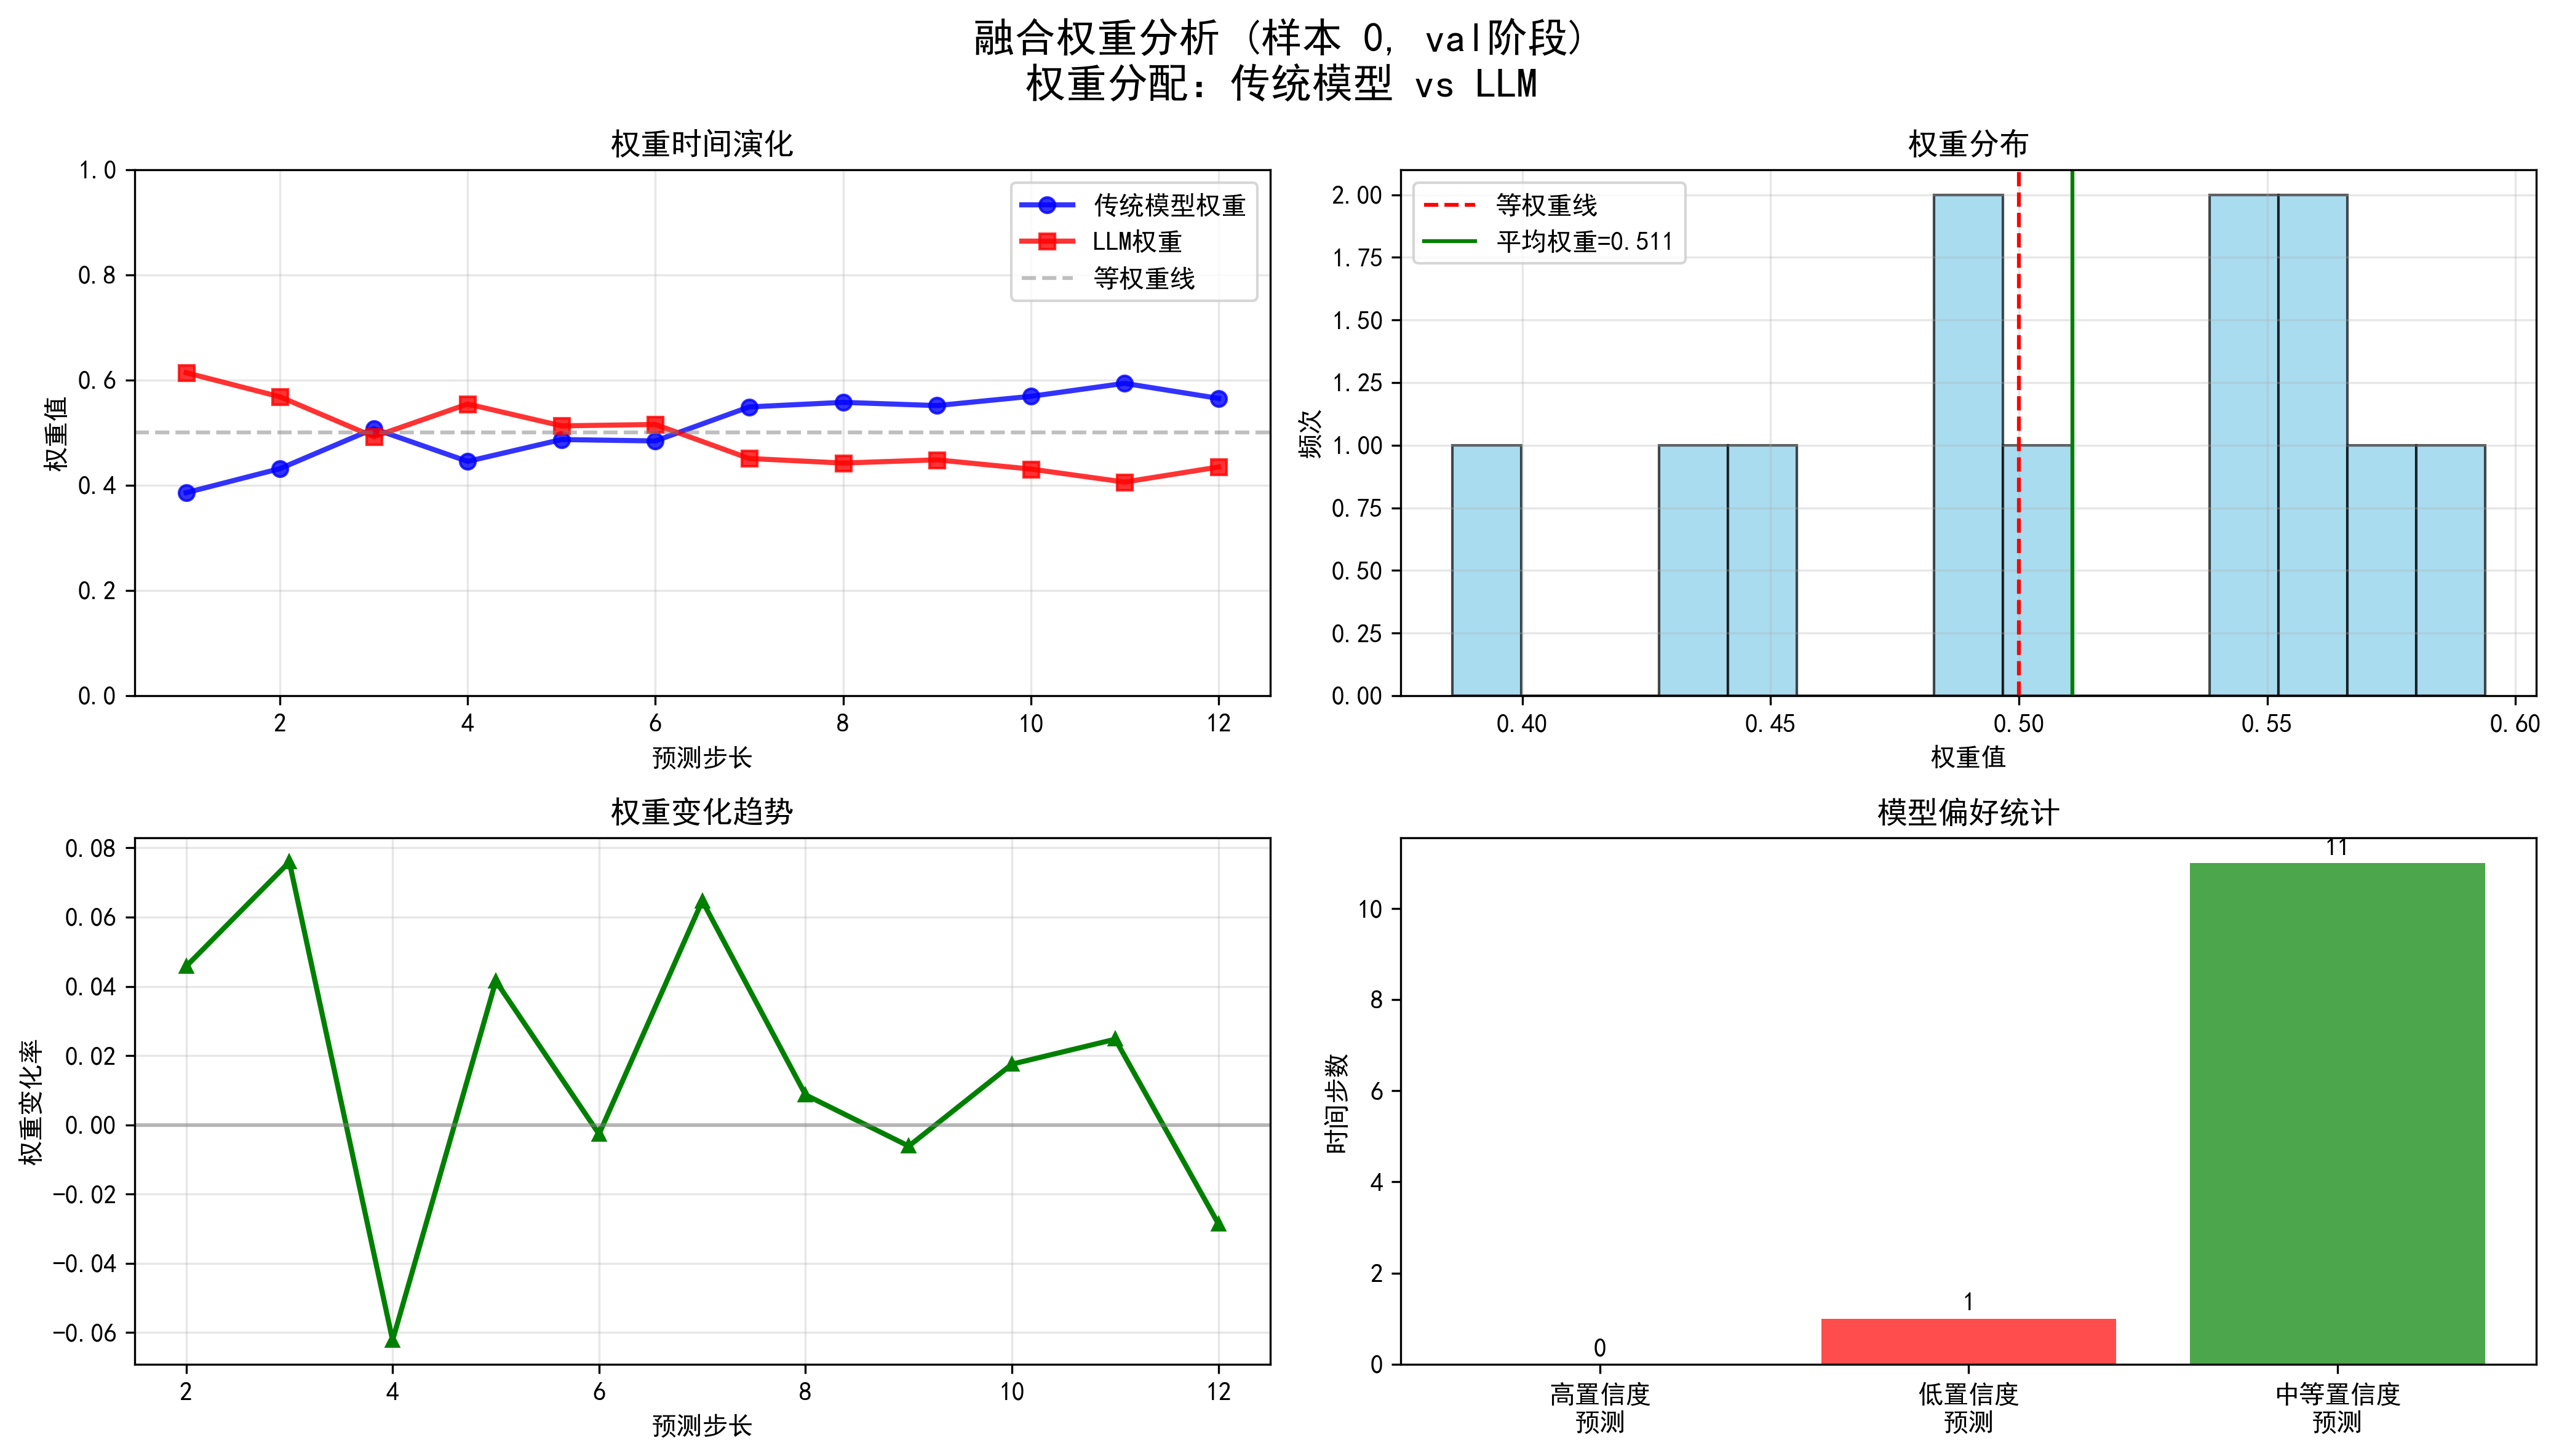 融合权重分析 (样本 0, val阶段)
权重分配: 传统模型 vs LLM
权重时间演化
权重值
1.0
0.8
0.6
0.4
0.2
0.0
传统模型权重
LLM权重
等权重线
2 4 6 8 10 12
预测步长
权重分布
频次
2.00
1.75
1.50
1.25
1.00
0.75
0.50
0.25
0.00
等权重线
平均权重=0.511
0.40 0.45 0.50 0.55 0.60
权重值
权重变化趋势
权重变化率
0.08
0.06
0.04
0.02
0.00
−0.02
−0.04
−0.06
2 4 6 8 10 12
预测步长
模型偏好统计
时间步数
10
8
6
4
2
0
0
1
11
高置信度
预测
低置信度
预测
中等置信度
预测